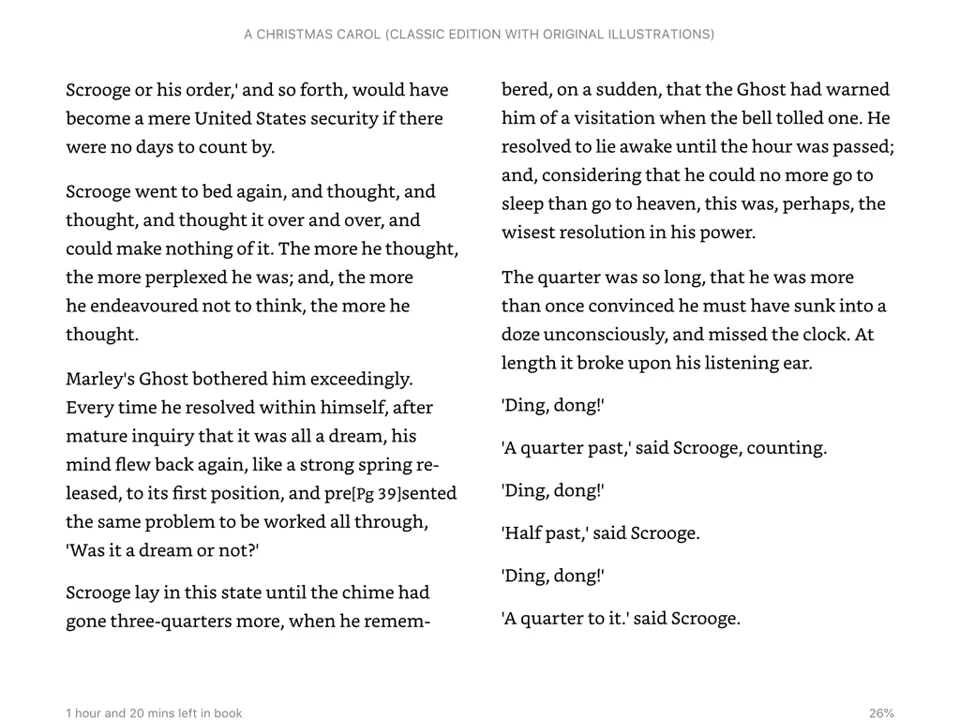 A CHRISTMAS CAROL (CLASSIC EDITION WITH ORIGINAL ILLUSTRATIONS)
Scrooge or his order,' and so forth, would have
become a mere United States security if there
were no days to count by.
Scrooge went to bed again, and thought, and
thought, and thought it over and over, and
could make nothing of it. The more he thought,
the more perplexed he was; and, the more
he endeavoured not to think, the more he
thought.
Marley's Ghost bothered him exceedingly.
Every time he resolved within himself, after
mature inquiry that it was all a dream, his
mind flew back again, like a strong spring re-
leased, to its first position, and pre[Pg 39]sented
the same problem to be worked all through,
'Was it a dream or not?'
Scrooge lay in this state until the chime had
gone three-quarters more, when he remem-
bered, on a sudden, that the Ghost had warned
him of a visitation when the bell tolled one. He
resolved to lie awake until the hour was passed;
and, considering that he could no more go to
sleep than go to heaven, this was, perhaps, the
wisest resolution in his power.
The quarter was so long, that he was more
than once convinced he must have sunk into a
doze unconsciously, and missed the clock. At
length it broke upon his listening ear.
'Ding, dong!'
'A quarter past,' said Scrooge, counting.
'Ding, dong!'
'Half past,' said Scrooge.
'Ding, dong!'
'A quarter to it.' said Scrooge.
1 hour and 20 mins left in book
26%